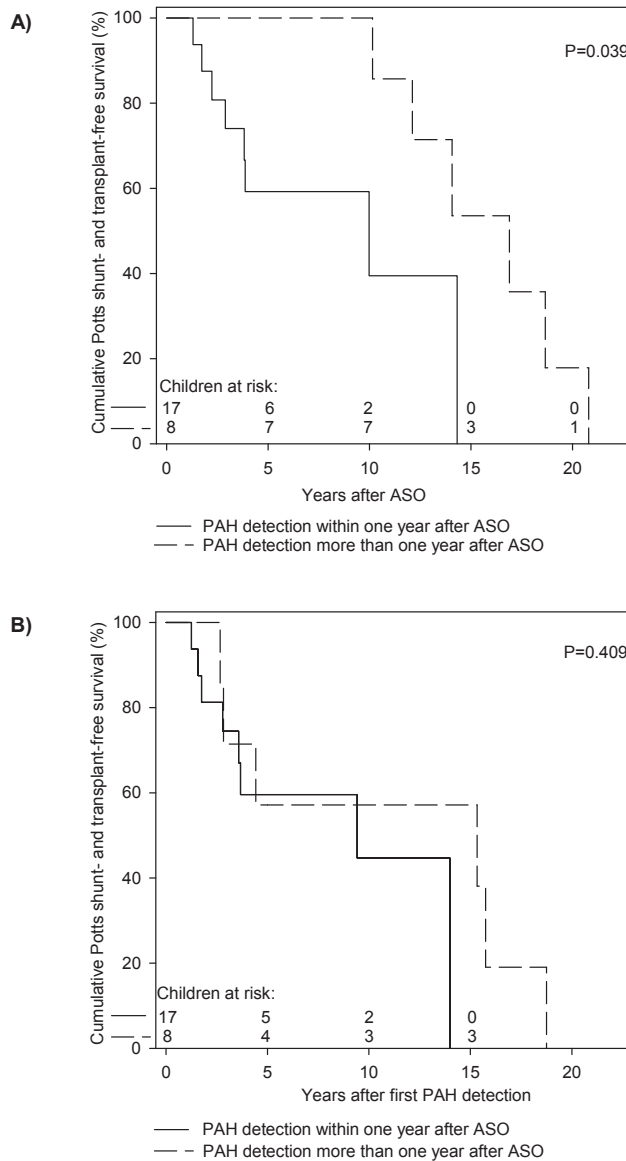 A)
Cumulative Potts shunt- and transplant-free survival (%)
100
80
60
40
20
0
P=0.039
Children at risk:
17 6 2 0 0
8 7 7 3 1
0 5 10 15 20
Years after ASO
PAH detection within one year after ASO
PAH detection more than one year after ASO
B)
Cumulative Potts shunt- and transplant-free survival (%)
100
80
60
40
20
0
P=0.409
Children at risk:
17 5 2 0
8 4 3 3
0 5 10 15 20
Years after first PAH detection
PAH detection within one year after ASO
PAH detection more than one year after ASO